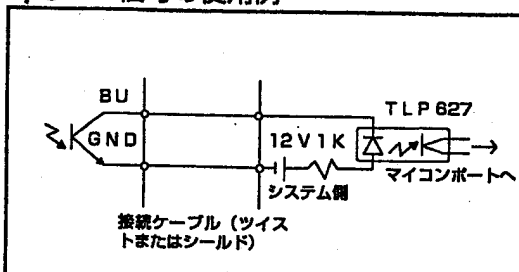 BU
TLP627
GND
12V1K
システム側
マイコンポートへ
接続ケーブル（ツイス
トまたはシールド）